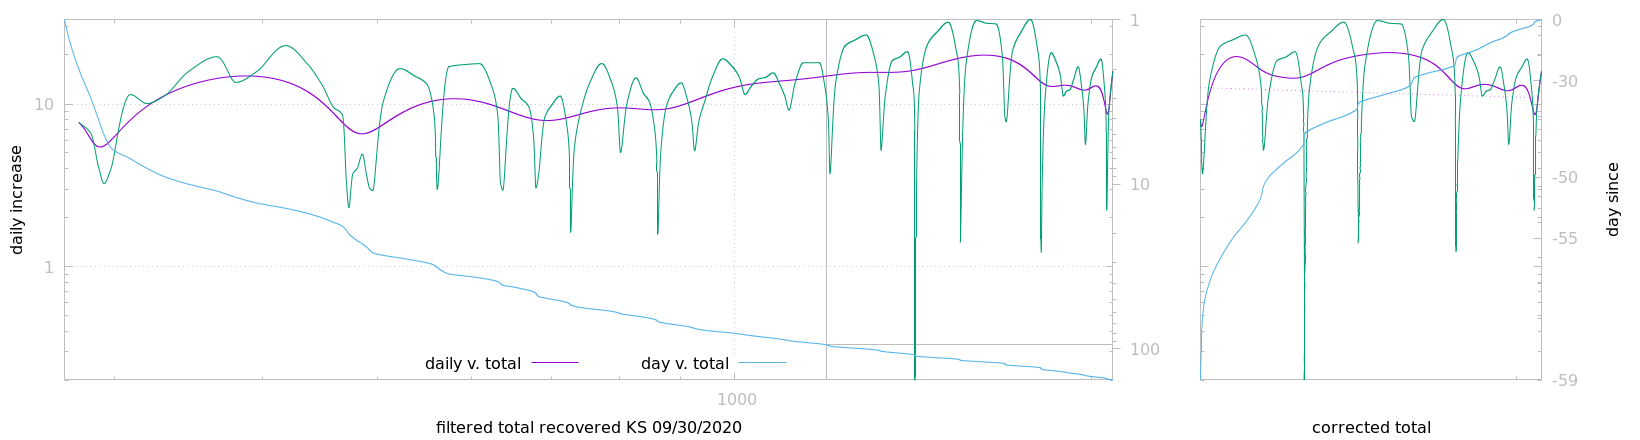 1
0
10
-30
daily increase
10
-50
day since
1
-55
100
daily v. total
day v. total
-59
1000
filtered total recovered KS 09/30/2020
corrected total